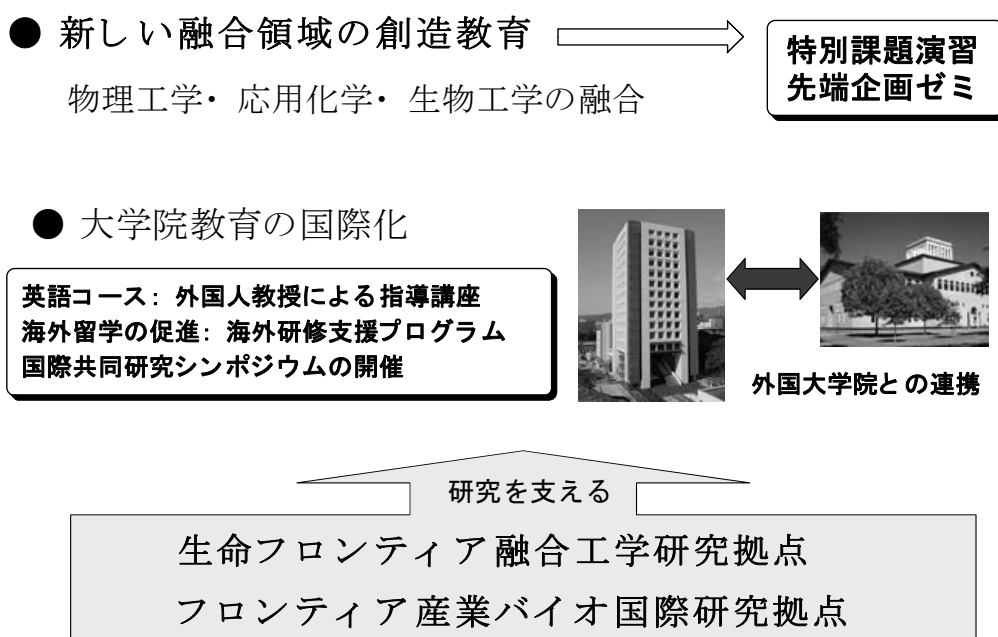 ● 新しい融合領域の創造教育
特別課題演習
先端企画ゼミ
物理工学・応用化学・生物工学の融合
● 大学院教育の国際化
英語コース：外国人教授による指導講座
海外留学の促進：海外研修支援プログラム
国際共同研究シンポジウムの開催
外国大学院との連携
研究を支える
生命フロンティア融合工学研究拠点
フロンティア産業バイオ国際研究拠点